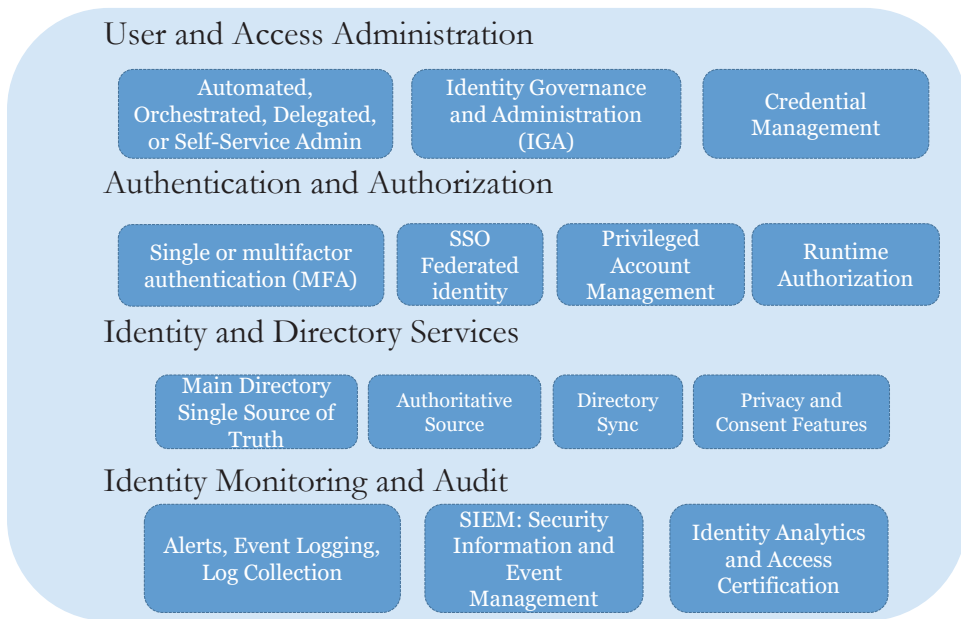 User and Access Administration
Automated,
Orchestrated, Delegated,
or Self-Service Admin
Identity Governance
and Administration
(IGA)
Credential
Management
Authentication and Authorization
Single or multifactor
authentication (MFA)
SSO
Federated
identity
Privileged
Account
Management
Runtime
Authorization
Identity and Directory Services
Main Directory
Single Source of
Truth
Authoritative
Source
Directory
Sync
Privacy and
Consent Features
Identity Monitoring and Audit
Alerts, Event Logging,
Log Collection
SIEM: Security
Information and
Event
Management
Identity Analytics
and Access
Certification